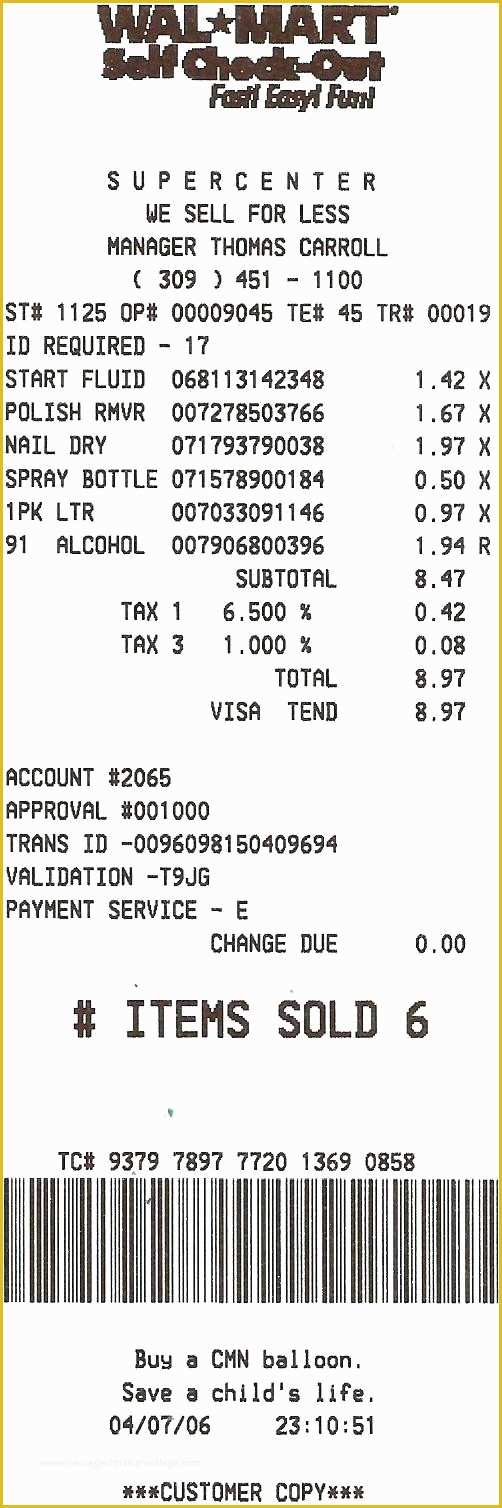 WAL★MART®
Self Check-Out
Fast! Easy! Fun!
SUPERCENTER
WE SELL FOR LESS
MANAGER THOMAS CARROLL
( 309 ) 451 - 1100
ST# 1125 OP# 00009045 TE# 45 TR# 00019
ID REQUIRED - 17
START FLUID 068113142348 1.42 X
POLISH RMVR 007278503766 1.67 X
NAIL DRY 071793790038 1.97 X
SPRAY BOTTLE 071578900184 0.50 X
1PK LTR 007033091146 0.97 X
91 ALCOHOL 007906800396 1.94 R
SUBTOTAL 8.47
TAX 1 6.500 % 0.42
TAX 3 1.000 % 0.08
TOTAL 8.97
VISA TEND 8.97
ACCOUNT #2065
APPROVAL #001000
TRANS ID -0096098150409694
VALIDATION -T9JG
PAYMENT SERVICE - E
CHANGE DUE 0.00
# ITEMS SOLD 6
TC# 9379 7897 7720 1369 0858
Buy a CMN balloon.
Save a child's life.
04/07/06 23:10:51
***CUSTOMER COPY***